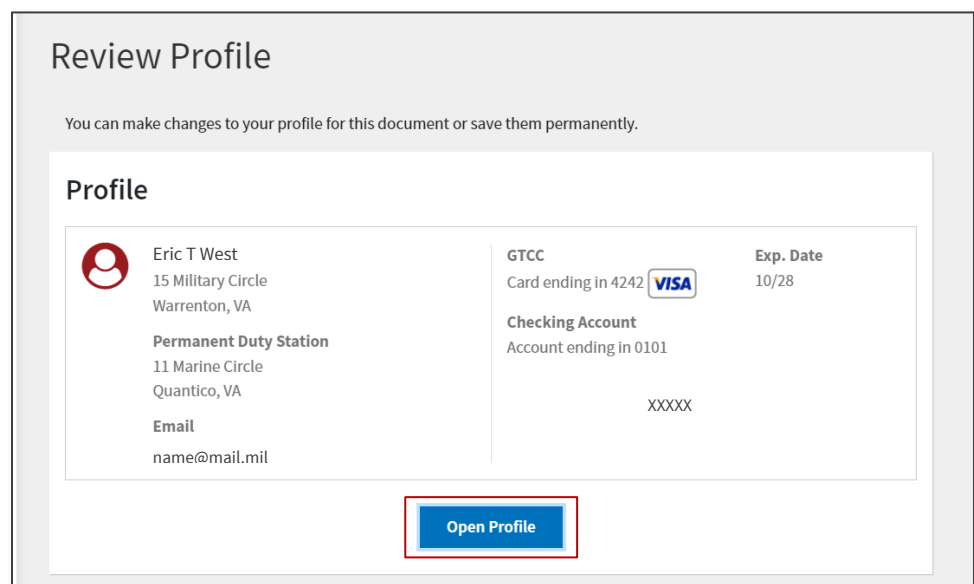 Review Profile
You can make changes to your profile for this document or save them permanently.
Profile
Eric T West
15 Military Circle
Warrenton, VA
Permanent Duty Station
11 Marine Circle
Quantico, VA
Email
name@mail.mil
GTCC
Card ending in 4242 VISA
Exp. Date
10/28
Checking Account
Account ending in 0101
XXXXX
Open Profile